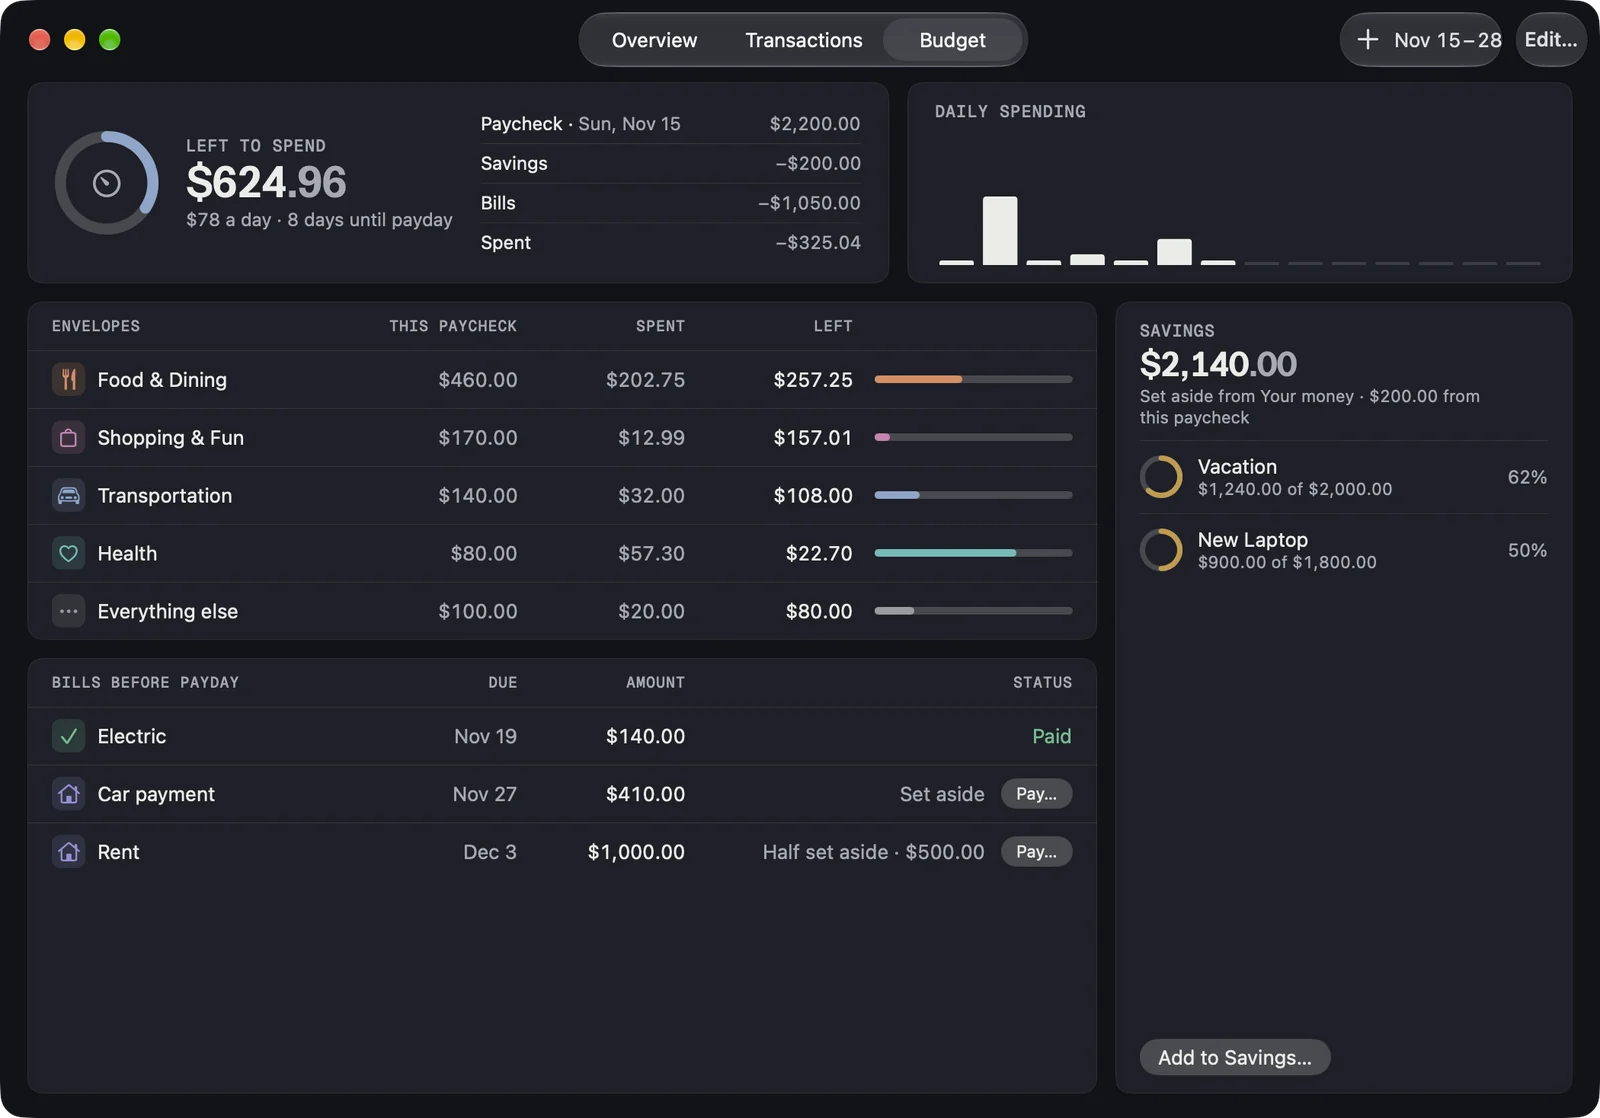 Overview Transactions Budget
Nov 15–28 Edit...
LEFT TO SPEND
$624.96
$78 a day · 8 days until payday
Paycheck · Sun, Nov 15 $2,200.00
Savings –$200.00
Bills –$1,050.00
Spent –$325.04
DAILY SPENDING
ENVELOPES THIS PAYCHECK SPENT LEFT
Food & Dining $460.00 $202.75 $257.25
Shopping & Fun $170.00 $12.99 $157.01
Transportation $140.00 $32.00 $108.00
Health $80.00 $57.30 $22.70
Everything else $100.00 $20.00 $80.00
BILLS BEFORE PAYDAY DUE AMOUNT STATUS
Electric Nov 19 $140.00 Paid
Car payment Nov 27 $410.00 Set aside Pay...
Rent Dec 3 $1,000.00 Half set aside · $500.00 Pay...
SAVINGS
$2,140.00
Set aside from Your money · $200.00 from
this paycheck
Vacation
$1,240.00 of $2,000.00 62%
New Laptop
$900.00 of $1,800.00 50%
Add to Savings...